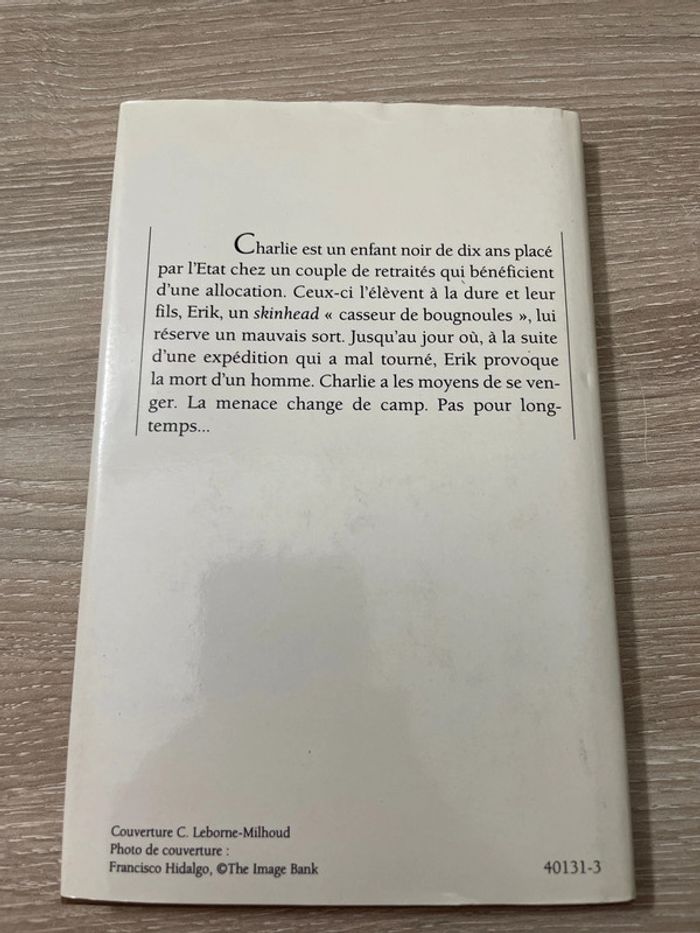 Charlie est un enfant noir de dix ans placé
par l'Etat chez un couple de retraités qui bénéficient
d'une allocation. Ceux-ci l'élèvent à la dure et leur
fils, Erik, un skinhead « casseur de bougnoules », lui
réserve un mauvais sort. Jusqu'au jour où, à la suite
d'une expédition qui a mal tourné, Erik provoque
la mort d'un homme. Charlie a les moyens de se ven-
ger. La menace change de camp. Pas pour long-
temps...
Couverture C. Leborne-Milhoud
Photo de couverture :
Francisco Hidalgo, ©The Image Bank
40131-3